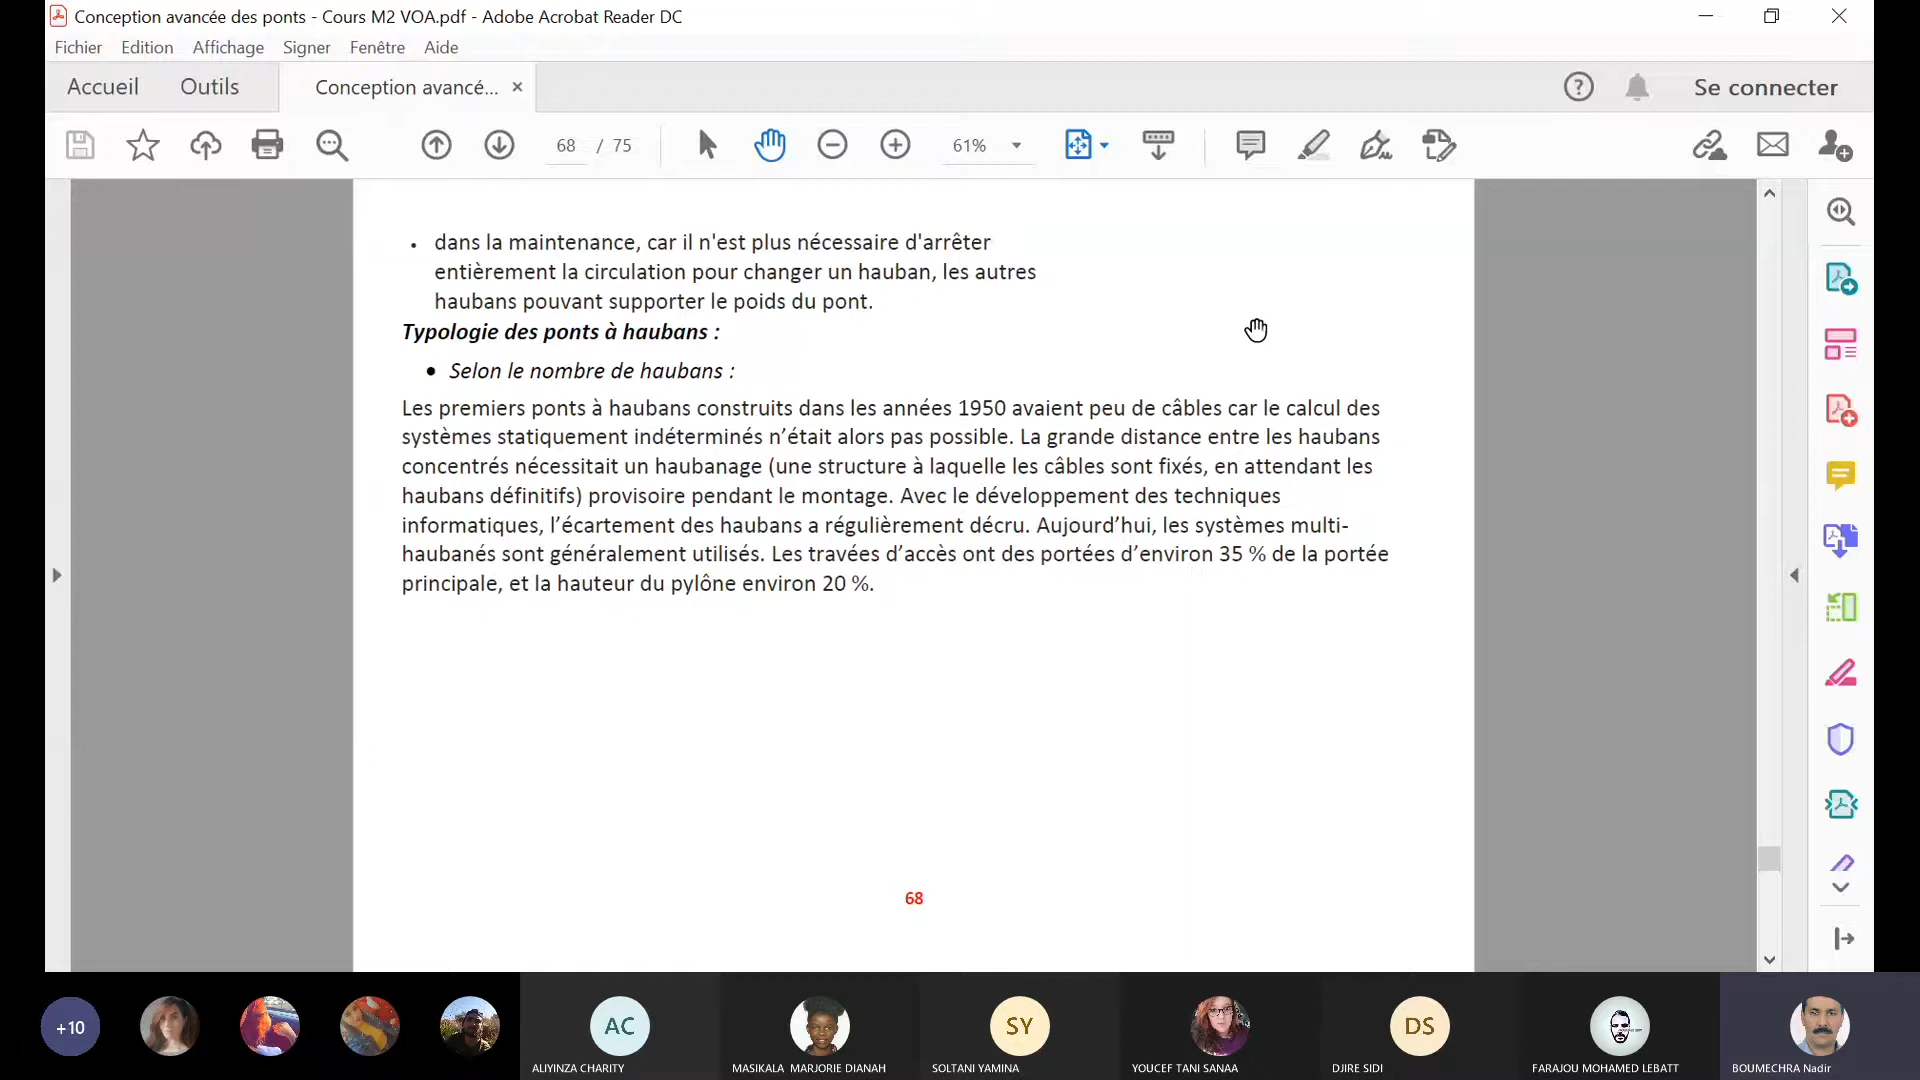 Conception avancée des ponts - Cours M2 VOA.pdf - Adobe Acrobat Reader DC
Fichier Edition Affichage Signer Fenêtre Aide
Accueil Outils Conception avancé... × Se connecter
68 / 75 61%
• dans la maintenance, car il n'est plus nécessaire d'arrêter
entièrement la circulation pour changer un hauban, les autres
haubans pouvant supporter le poids du pont.
Typologie des ponts à haubans :
• Selon le nombre de haubans :
Les premiers ponts à haubans construits dans les années 1950 avaient peu de câbles car le calcul des
systèmes statiquement indéterminés n’était alors pas possible. La grande distance entre les haubans
concentrés nécessitait un haubanage (une structure à laquelle les câbles sont fixés, en attendant les
haubans définitifs) provisoire pendant le montage. Avec le développement des techniques
informatiques, l’écartement des haubans a régulièrement décru. Aujourd’hui, les systèmes multi-
haubanés sont généralement utilisés. Les travées d’accès ont des portées d’environ 35 % de la portée
principale, et la hauteur du pylône environ 20 %.
68
+10 AC SY DS
ALIYINZA CHARITY MASIKALA MARJORIE DIANAH SOLTANI YAMINA YOUCEF TANI SANAA DJIRE SIDI FARAJOU MOHAMED LEBATT BOUMECHRA Nadir